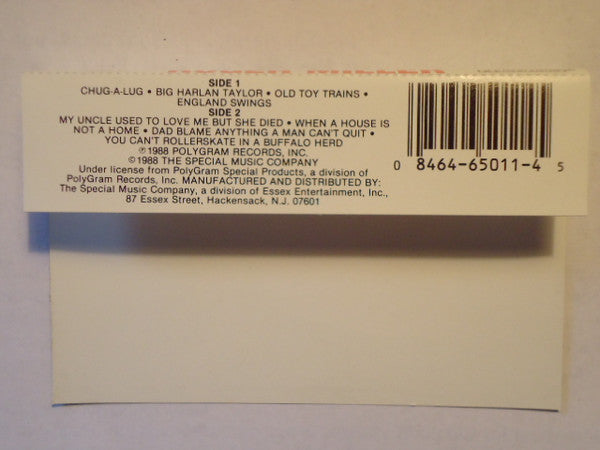 SIDE 1
CHUG-A-LUG • BIG HARLAN TAYLOR • OLD TOY TRAINS •
ENGLAND SWINGS
SIDE 2
MY UNCLE USED TO LOVE ME BUT SHE DIED • WHEN A HOUSE IS
NOT A HOME • DAD BLAME ANYTHING A MAN CAN'T QUIT •
YOU CAN'T ROLLERSKATE IN A BUFFALO HERD
℗1988 POLYGRAM RECORDS, INC.
©1988 THE SPECIAL MUSIC COMPANY
Under license from PolyGram Special Products, a division of
PolyGram Records, Inc. MANUFACTURED AND DISTRIBUTED BY:
The Special Music Company, a division of Essex Entertainment, Inc.,
87 Essex Street, Hackensack, N.J. 07601
0 8464-65011-4 5